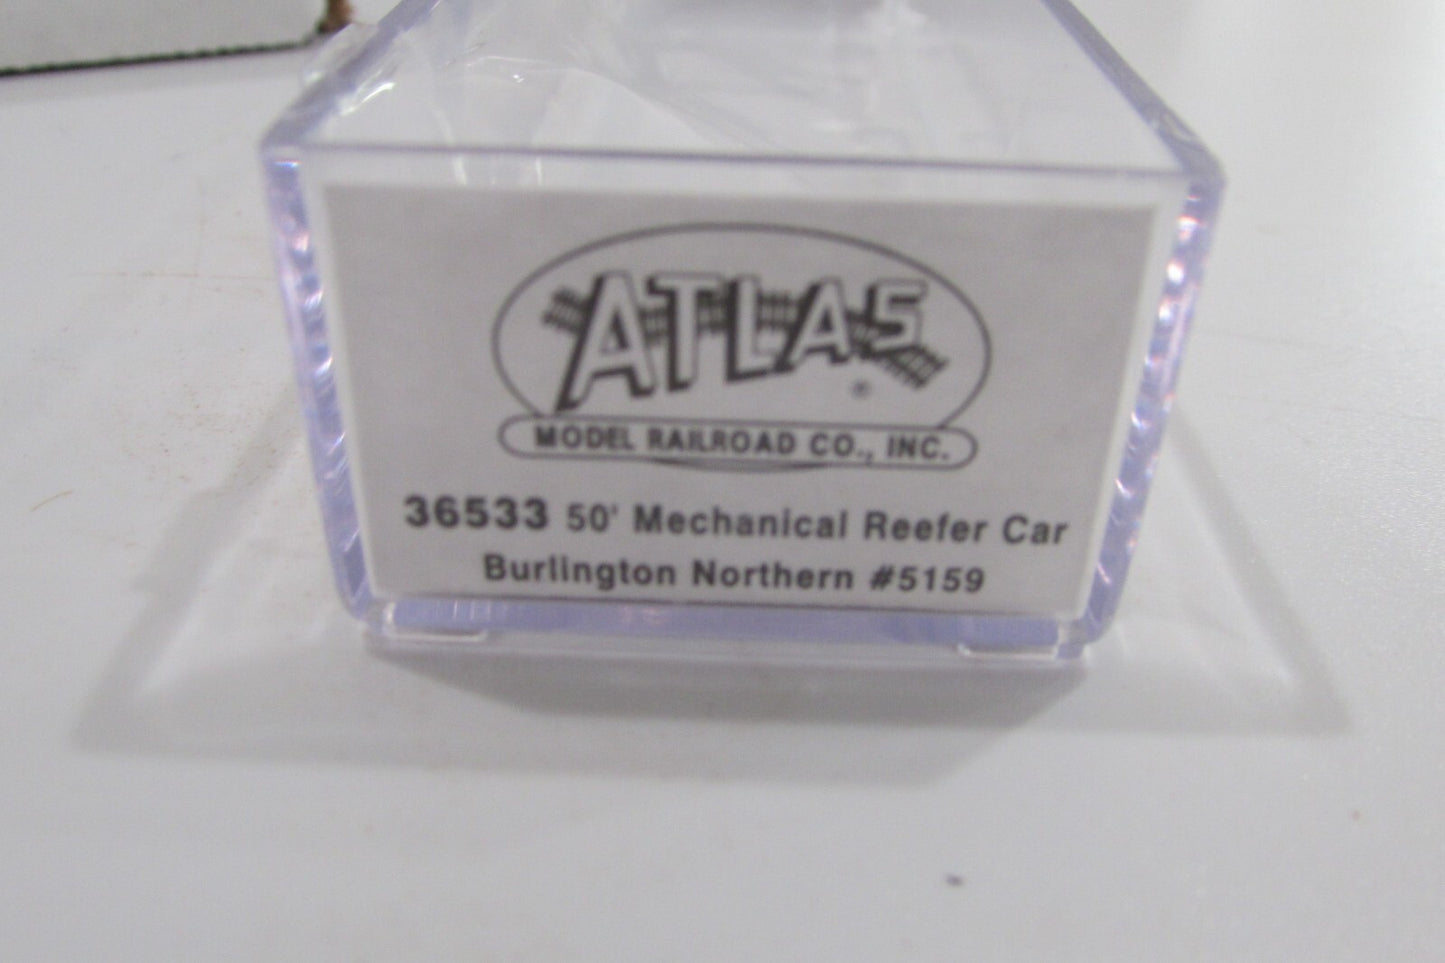 ATLAS
®
MODEL RAILROAD CO., INC.
36533 50' Mechanical Reefer Car
Burlington Northern #5159